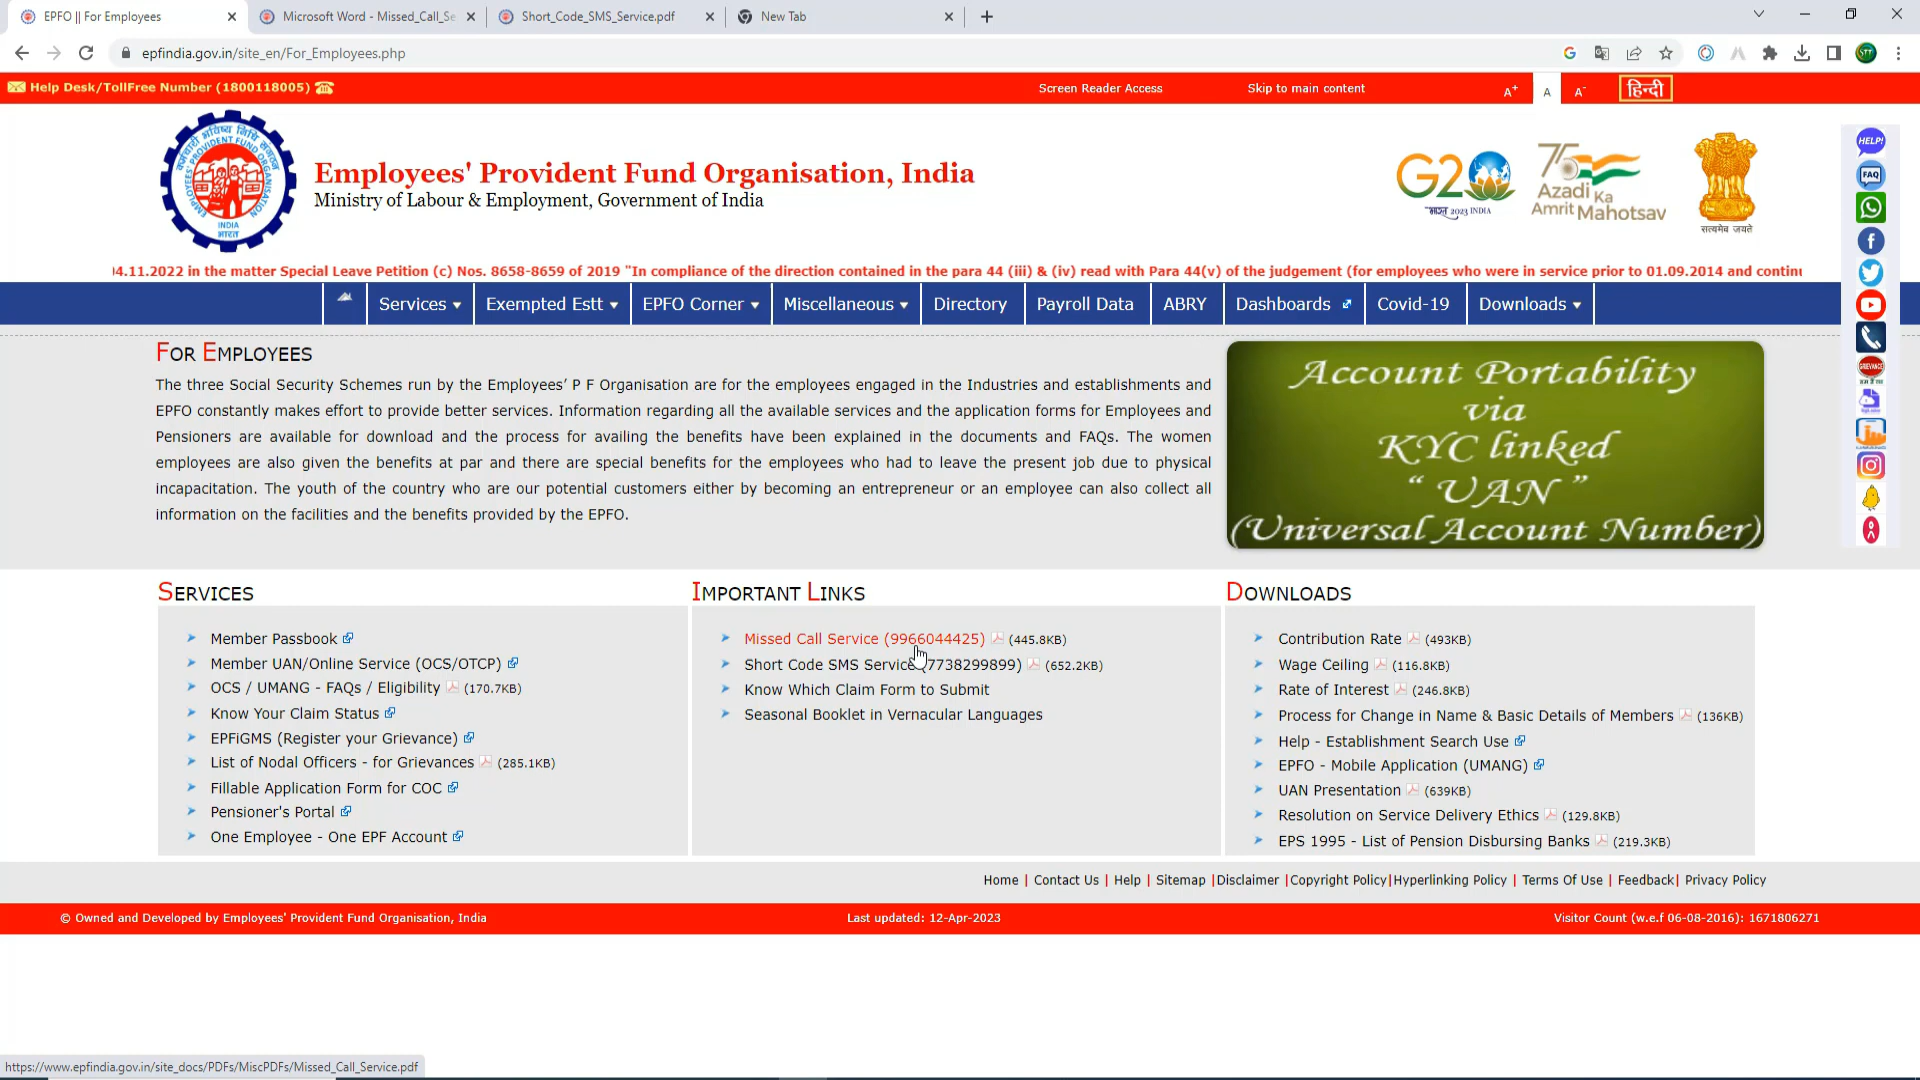 EPFO || For Employees
Microsoft Word - Missed_Call_Se
Short_Code_SMS_Service.pdf
New Tab
epfindia.gov.in/site_en/For_Employees.php
Help Desk/TollFree Number (1800118005)
Screen Reader Access
Skip to main content
A+
A
A-
हिन्दी
Employees' Provident Fund Organisation, India
Ministry of Labour & Employment, Government of India
INDIA
भारत
G20
भारत 2023 INDIA
75
Azadi Ka
Amrit Mahotsav
सत्यमेव जयते
HELP!
FAQ
04.11.2022 in the matter Special Leave Petition (c) Nos. 8658-8659 of 2019 "In compliance of the direction contained in the para 44 (iii) & (iv) read with Para 44(v) of the judgement (for employees who were in service prior to 01.09.2014 and continu
Services
Exempted Estt
EPFO Corner
Miscellaneous
Directory
Payroll Data
ABRY
Dashboards
Covid-19
Downloads
FOR EMPLOYEES
The three Social Security Schemes run by the Employees' P F Organisation are for the employees engaged in the Industries and establishments and
EPFO constantly makes effort to provide better services. Information regarding all the available services and the application forms for Employees and
Pensioners are available for download and the process for availing the benefits have been explained in the documents and FAQs. The women
employees are also given the benefits at par and there are special benefits for the employees who had to leave the present job due to physical
incapacitation. The youth of the country who are our potential customers either by becoming an entrepreneur or an employee can also collect all
information on the facilities and the benefits provided by the EPFO.
Account Portability
via
KYC linked
" UAN "
(Universal Account Number)
GRIEVANCE
SERVICES
Member Passbook
Member UAN/Online Service (OCS/OTCP)
OCS / UMANG - FAQs / Eligibility (170.7KB)
Know Your Claim Status
EPFiGMS (Register your Grievance)
List of Nodal Officers - for Grievances (285.1KB)
Fillable Application Form for COC
Pensioner's Portal
One Employee - One EPF Account
IMPORTANT LINKS
Missed Call Service (9966044425) (445.8KB)
Short Code SMS Service (7738299899) (652.2KB)
Know Which Claim Form to Submit
Seasonal Booklet in Vernacular Languages
DOWNLOADS
Contribution Rate (493KB)
Wage Ceiling (116.8KB)
Rate of Interest (246.8KB)
Process for Change in Name & Basic Details of Members (136KB)
Help - Establishment Search Use
EPFO - Mobile Application (UMANG)
UAN Presentation (639KB)
Resolution on Service Delivery Ethics (129.8KB)
EPS 1995 - List of Pension Disbursing Banks (219.3KB)
Home | Contact Us | Help | Sitemap |Disclaimer |Copyright Policy|Hyperlinking Policy | Terms Of Use | Feedback| Privacy Policy
© Owned and Developed by Employees' Provident Fund Organisation, India
Last updated: 12-Apr-2023
Visitor Count (w.e.f 06-08-2016): 1671806271
https://www.epfindia.gov.in/site_docs/PDFs/MiscPDFs/Missed_Call_Service.pdf